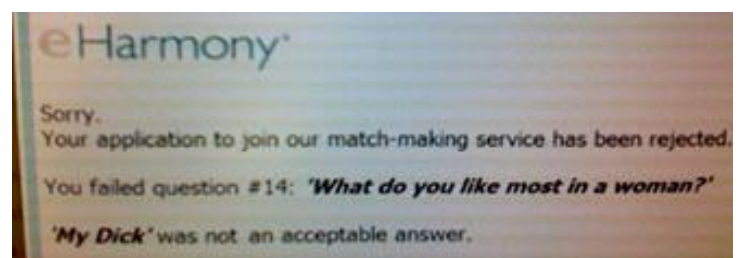 eHarmony
Sorry.
Your application to join our match-making service has been rejected.
You failed question #14: 'What do you like most in a woman?'
'My Dick' was not an acceptable answer.